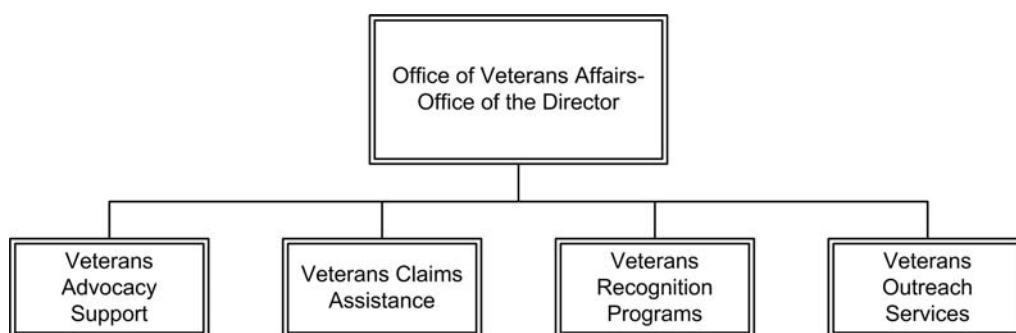 Office of Veterans Affairs-
Office of the Director
Veterans
Advocacy
Support
Veterans Claims
Assistance
Veterans
Recognition
Programs
Veterans
Outreach
Services